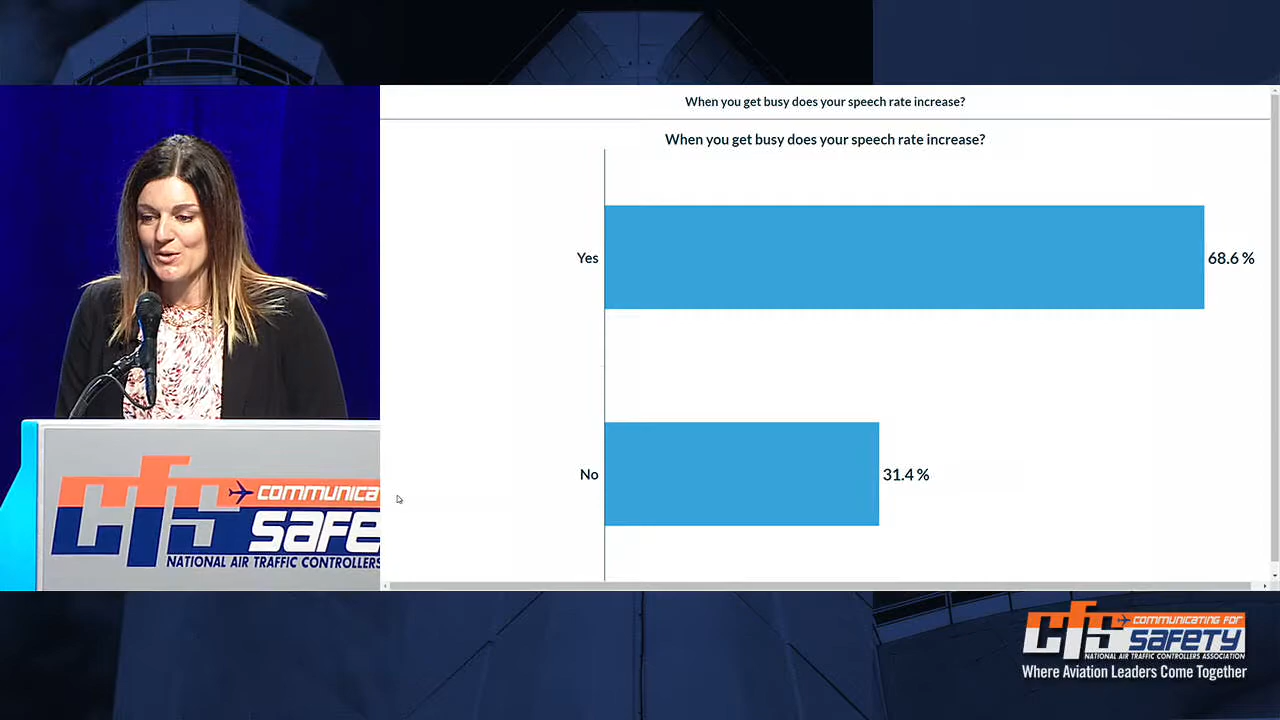 When you get busy does your speech rate increase?
When you get busy does your speech rate increase?
Yes
68.6 %
No
31.4 %
cfs
COMMUNICA
SAFE
NATIONAL AIR TRAFFIC CONTROLLERS
cfs
COMMUNICATING FOR
SAFETY
NATIONAL AIR TRAFFIC CONTROLLERS ASSOCIATION
Where Aviation Leaders Come Together